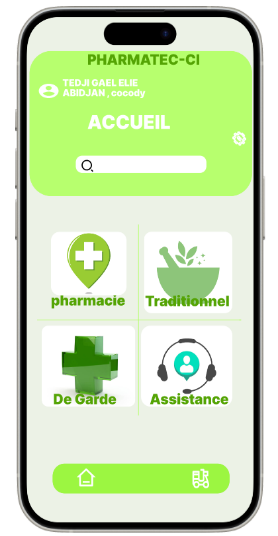 PHARMATEC-CI
TEDJI GAEL ELIE
ABIDJAN , cocody
ACCUEIL
pharmacie
Traditionnel
De Garde
Assistance